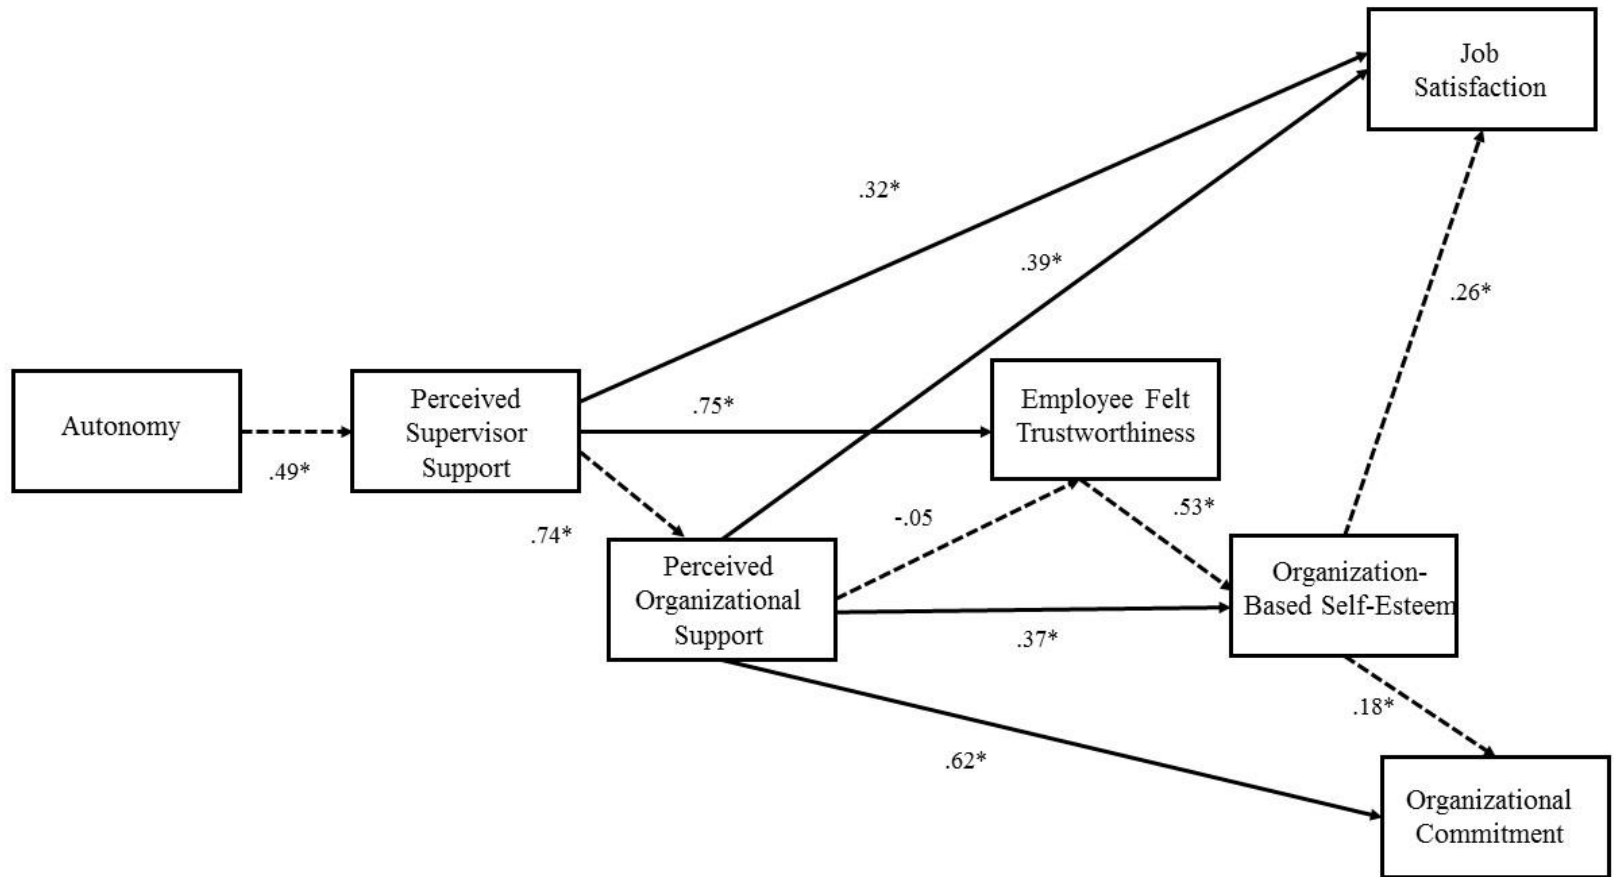 Job
Satisfaction
.32*
.39*
.26*
Autonomy
.49*
Perceived
Supervisor
Support
.75*
Employee Felt
Trustworthiness
.74*
-.05
.53*
Perceived
Organizational
Support
.37*
Organization-
Based Self-Esteem
.62*
.18*
Organizational
Commitment